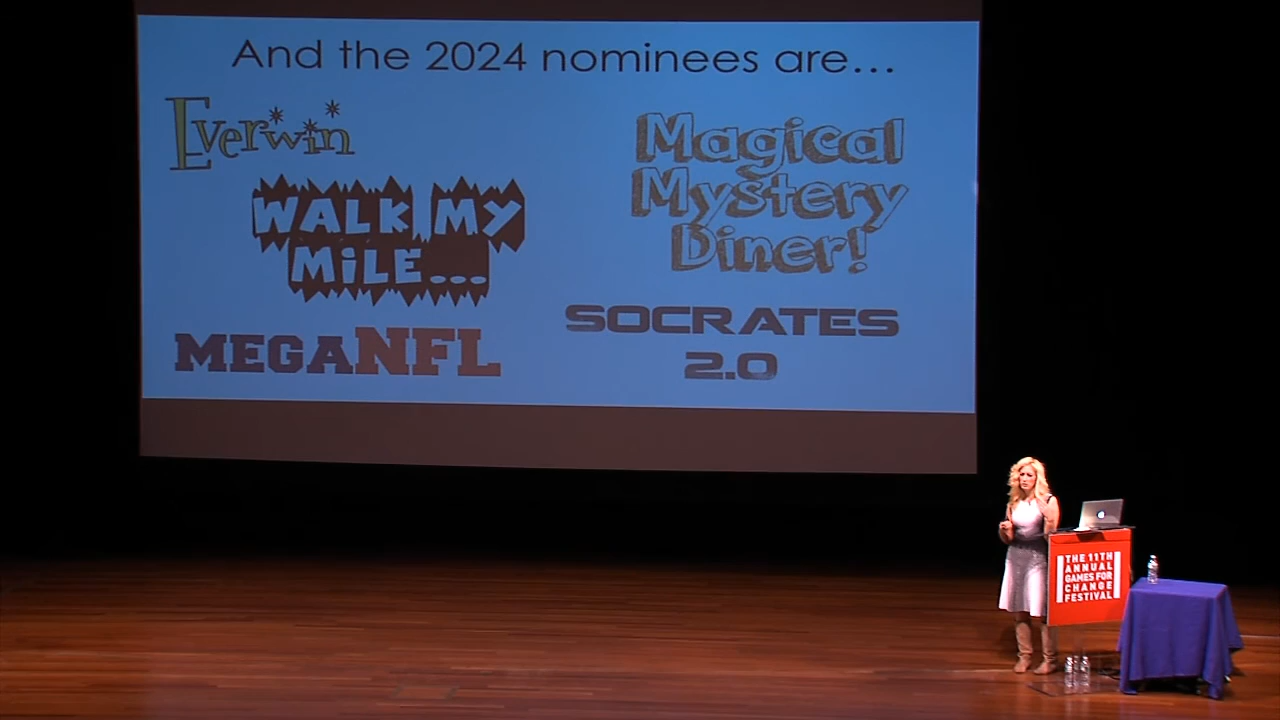 And the 2024 nominees are...
Everwin
WALK MY
MiLE...
MEGANFL
Magical
Mystery
Diner!
SOCRATES
2.0
THE 11TH
ANNUAL
GAMES FOR
CHANGE
FESTIVAL